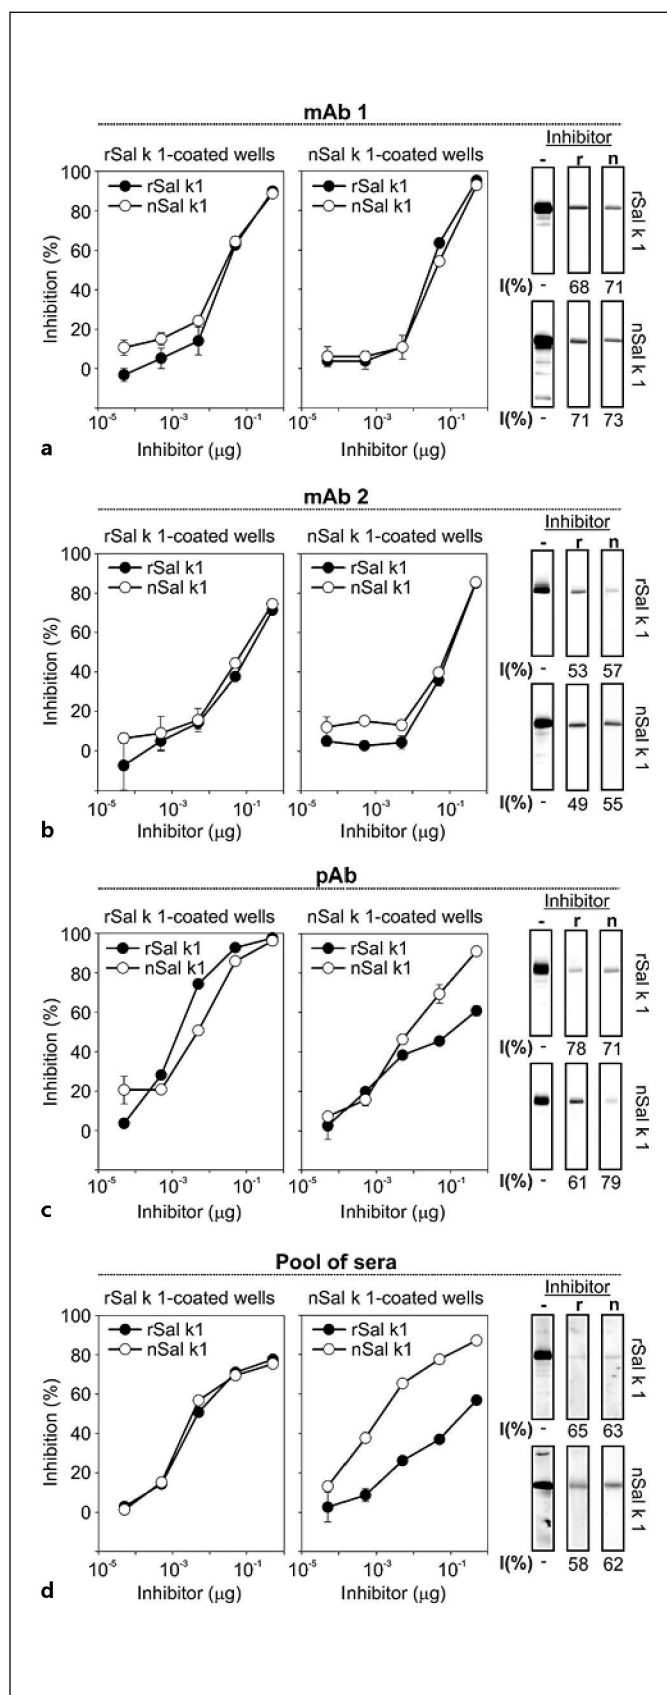 mAb 1
rSal k 1-coated wells nSal k 1-coated wells
Inhibitor
- r n
100
80
60
40
20
0
Inhibition (%)
rSal k1
nSal k1
rSal k1
nSal k1
rSal k 1
I(%) - 68 71
nSal k 1
I(%) - 71 73
10⁻⁵ 10⁻³ 10⁻¹ 10⁻⁵ 10⁻³ 10⁻¹
Inhibitor (µg) Inhibitor (µg)
a
mAb 2
rSal k 1-coated wells nSal k 1-coated wells
Inhibitor
- r n
100
80
60
40
20
0
Inhibition (%)
rSal k1
nSal k1
rSal k1
nSal k1
rSal k 1
I(%) - 53 57
nSal k 1
I(%) - 49 55
10⁻⁵ 10⁻³ 10⁻¹ 10⁻⁵ 10⁻³ 10⁻¹
Inhibitor (µg) Inhibitor (µg)
b
pAb
rSal k 1-coated wells nSal k 1-coated wells
Inhibitor
- r n
100
80
60
40
20
0
Inhibition (%)
rSal k1
nSal k1
rSal k1
nSal k1
rSal k 1
I(%) - 78 71
nSal k 1
I(%) - 61 79
10⁻⁵ 10⁻³ 10⁻¹ 10⁻⁵ 10⁻³ 10⁻¹
Inhibitor (µg) Inhibitor (µg)
c
Pool of sera
rSal k 1-coated wells nSal k 1-coated wells
Inhibitor
- r n
100
80
60
40
20
0
Inhibition (%)
rSal k1
nSal k1
rSal k1
nSal k1
rSal k 1
I(%) - 65 63
nSal k 1
I(%) - 58 62
10⁻⁵ 10⁻³ 10⁻¹ 10⁻⁵ 10⁻³ 10⁻¹
Inhibitor (µg) Inhibitor (µg)
d